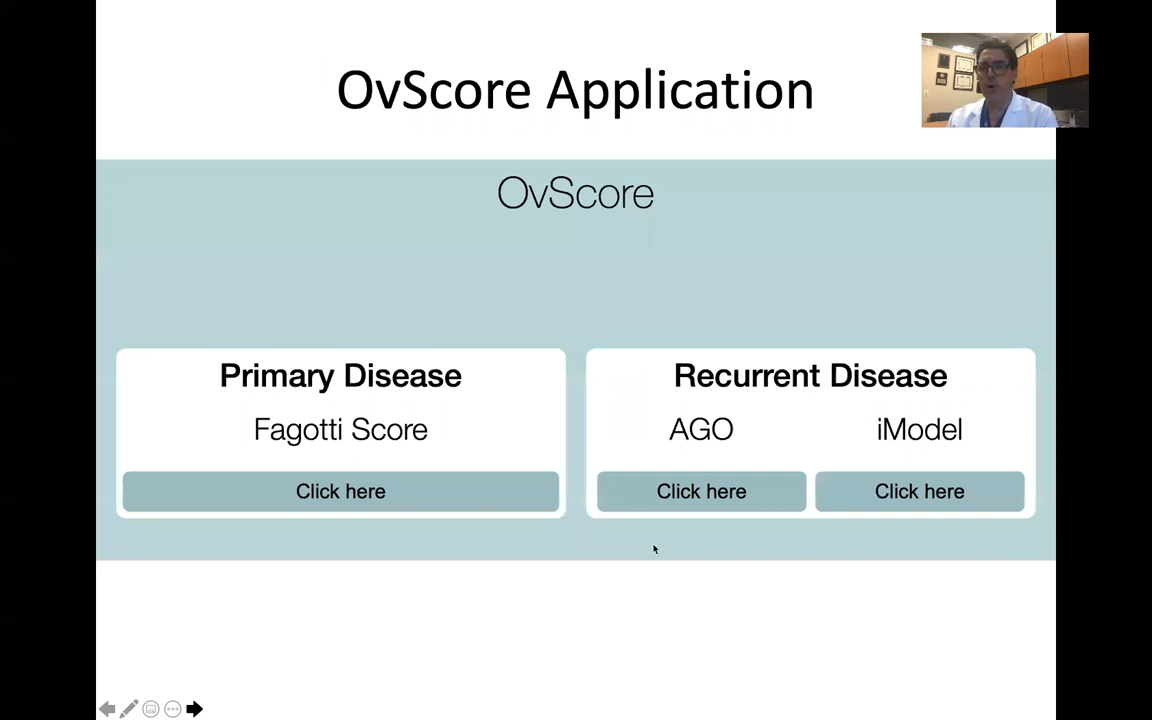 OvScore Application
OvScore
Primary Disease
Fagotti Score
Click here
Recurrent Disease
AGO iModel
Click here Click here